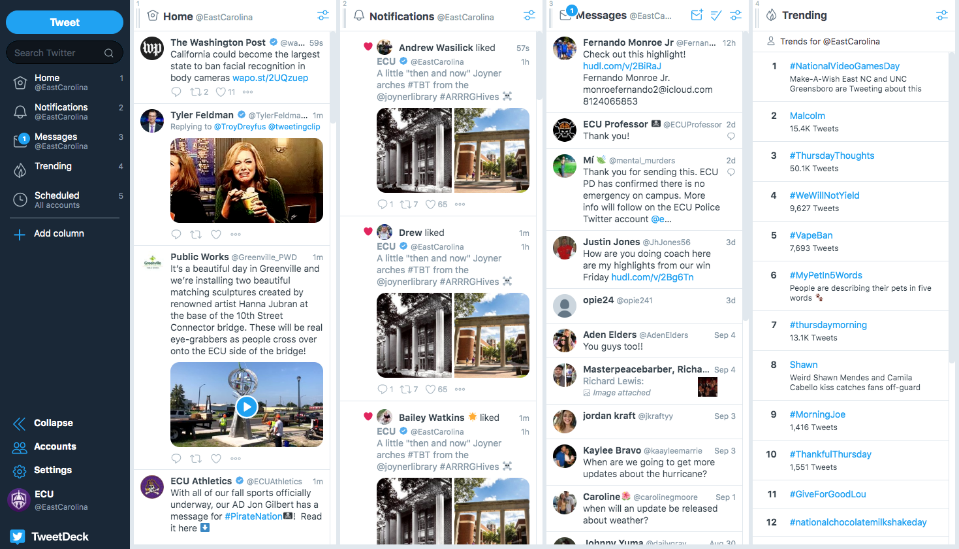 Tweet
Search Twitter
Home 1
@EastCarolina
Notifications 2
@EastCarolina
1
Messages 3
@EastCarolina
Trending 4
Scheduled 5
All accounts
Add column
Collapse
Accounts
Settings
ECU
@EastCarolina
TweetDeck
1
Home @EastCarolina
The Washington Post @wa... 59s
California could become the largest
state to ban facial recognition in
body cameras wapo.st/2UQzuep
2 11
Tyler Feldman @TylerFeldma... 1m
Replying to @TroyDreyfus @tweetingclip
Public Works @Greenville_PWD 1m
It's a beautiful day in Greenville and
we're installing two beautiful
matching sculptures created by
renowned artist Hanna Jubran at
the base of the 10th Street
Connector bridge. These will be real
eye-grabbers as people cross over
onto the ECU side of the bridge!
ECU Athletics @ECUAthletics 1m
With all of our fall sports officially
underway, our AD Jon Gilbert has a
message for #PirateNation! Read
it here
2
Notifications @EastCarolina
Andrew Wasilick liked 57s
ECU @EastCarolina 1h
A little "then and now" Joyner
arches #TBT from the
@joynerlibrary #ARRRGHives
1 7 65
Drew liked 1m
ECU @EastCarolina 1h
A little "then and now" Joyner
arches #TBT from the
@joynerlibrary #ARRRGHives
1 7 65
Bailey Watkins liked 1m
ECU @EastCarolina 1h
A little "then and now" Joyner
arches #TBT from the
@joynerlibrary #ARRRGHives
3
1
Messages @EastCa...
Fernando Monroe Jr @Fernan... 12h
Check out this highlight!
hudl.com/v/2BiRaJ
Fernando Monroe Jr.
monroefernando2@icloud.com
8124065853
ECU Professor @ECUProfessor 2d
Thank you!
Mí @mental_murders 2d
Thank you for sending this. ECU
PD has confirmed there is no
emergency on campus. More
info will follow on the ECU Police
Twitter account @e...
Justin Jones @JhJones56 3d
How are you doing coach here
are my highlights from our win
Friday hudl.com/v/2Bg6Tn
opie24 @opie241 3d
Aden Elders @AdenElders Sep 4
You guys too!!
Masterpeacebarber, Richa... Sep 4
Richard Lewis:
Image attached
jordan kraft @jkraftyy Sep 3
Kaylee Bravo @kaayleemarrie Sep 3
When are we going to get more
updates about the hurricane?
Caroline @carolinegmoore Sep 1
when will an update be released
about weather?
Johnny Yuma @dailypray Sep 1
4
Trending
Trends for @EastCarolina
1 #NationalVideoGamesDay
Make-A-Wish East NC and UNC
Greensboro are Tweeting about this
2 Malcolm
15.4K Tweets
3 #ThursdayThoughts
50.1K Tweets
4 #WeWillNotYield
9,627 Tweets
5 #VapeBan
7,693 Tweets
6 #MyPetIn5Words
People are describing their pets in five
words
7 #thursdaymorning
13.1K Tweets
8 Shawn
Weird Shawn Mendes and Camila
Cabello kiss catches fans off-guard
9 #MorningJoe
1,416 Tweets
10 #ThankfulThursday
1,551 Tweets
11 #GiveForGoodLou
12 #nationalchocolatemilkshakeday